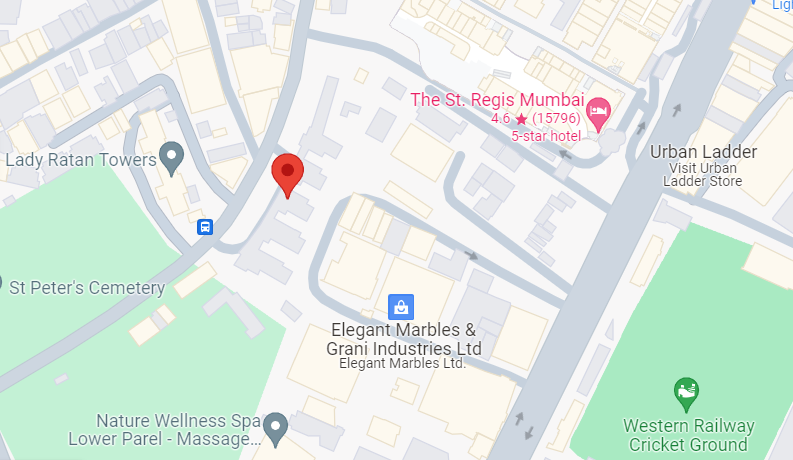 Ligh
The St. Regis Mumbai
4.6 ★ (15796)
5-star hotel
Urban Ladder
Visit Urban
Ladder Store
Lady Ratan Towers
St Peter's Cemetery
Elegant Marbles &
Grani Industries Ltd
Elegant Marbles Ltd.
Nature Wellness Spa
Lower Parel - Massage...
Western Railway
Cricket Ground